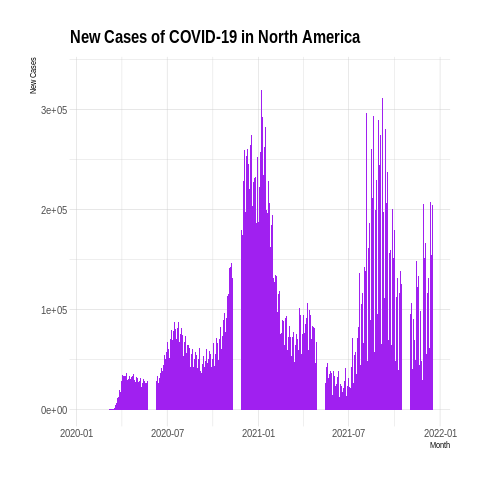 New Cases of COVID-19 in North America
New Cases
3e+05
2e+05
1e+05
0e+00
2020-01 2020-07 2021-01 2021-07 2022-01
Month